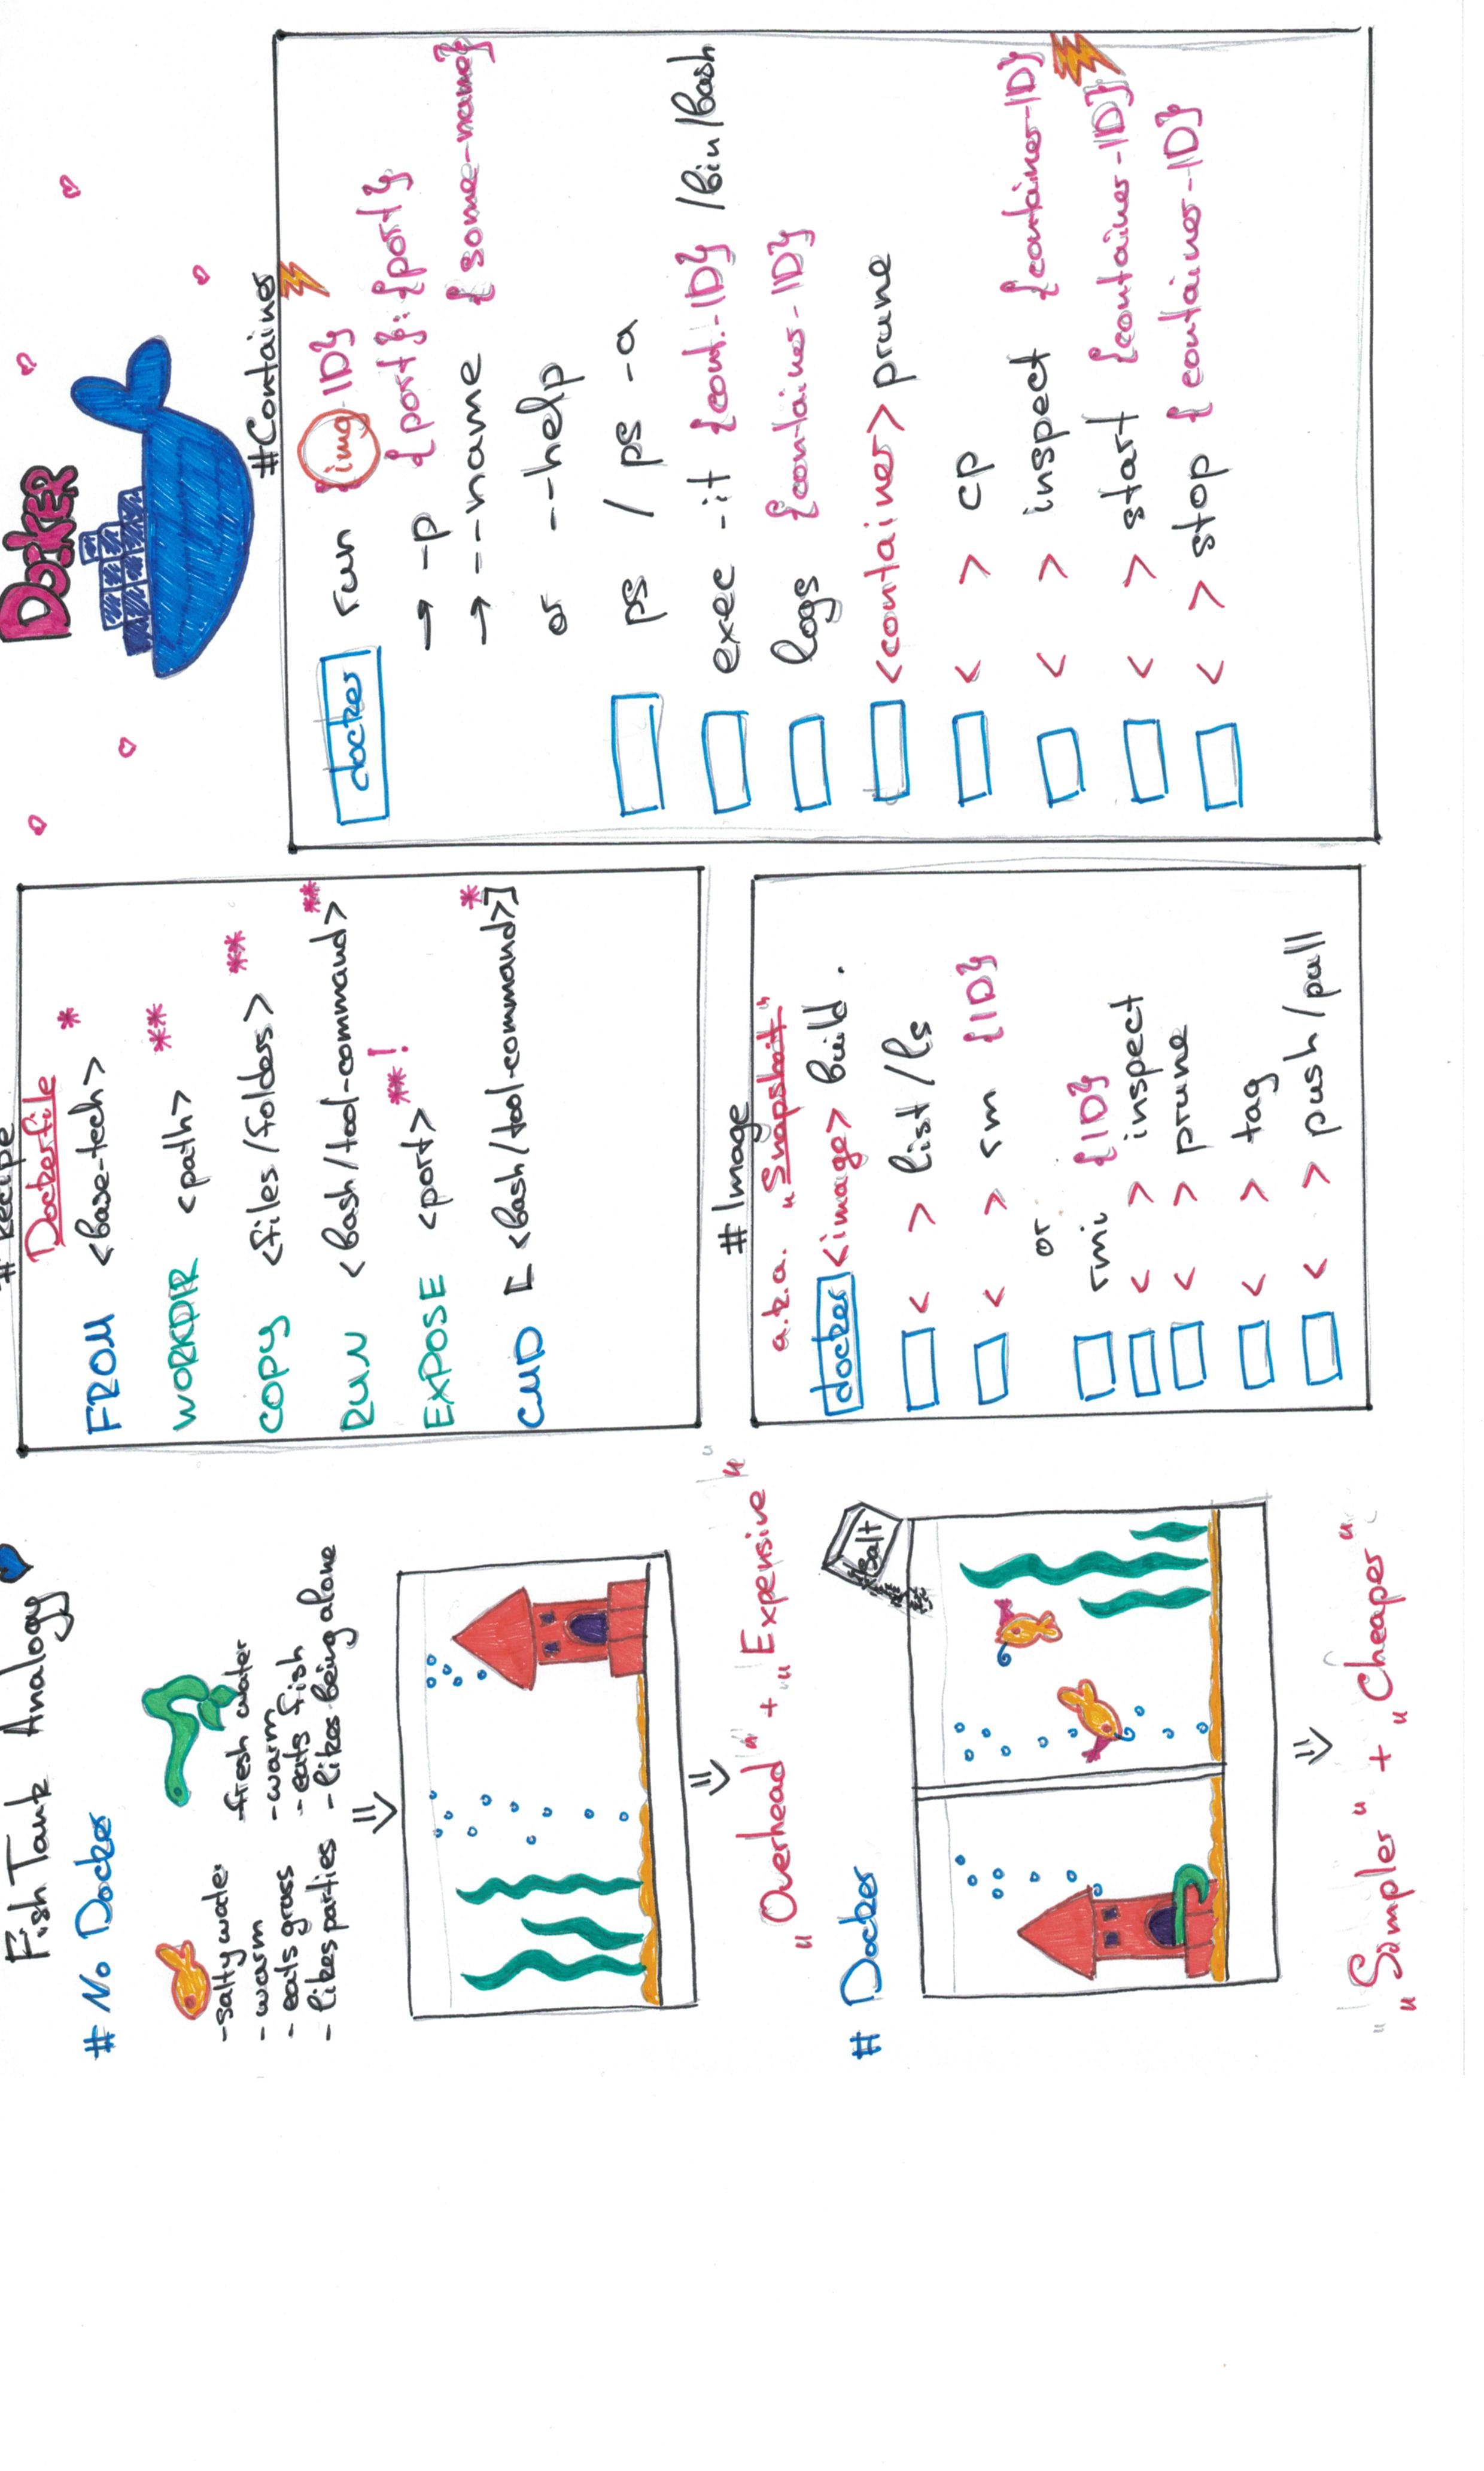 Fish Tank Analogy
# No Docker
-salty water
-warm
-eats grass
-likes parties
-fresh water
-warm
-eats fish
-likes being alone
"Overhead" + "Expensive"
# Docker
Salt
"Simpler" + "Cheaper"
# Recipe
Dockerfile
FROM <base-tech> *
WORKDIR <path> **
COPY <files/folders> **
RUN <bash/tool-command> **
EXPOSE <port> **!
CMD [<bash/tool-command>] *
# Image
a.k.a. "Snapshot"
docker <image> build .
< > list/ls
< > rm {ID}
or
rmi {ID}
< > inspect
< > prune
< > tag
< > push/pull
DOCKER
#Container
docker run {img-ID}
→ -p {port}:{port}
→ --name {some-name}
or --help
ps / ps -a
exec -it {cont.-ID} /bin/bash
logs {container-ID}
<container> prune
< > cp
< > inspect {container-ID}
< > start {container-ID}
< > stop {container-ID}